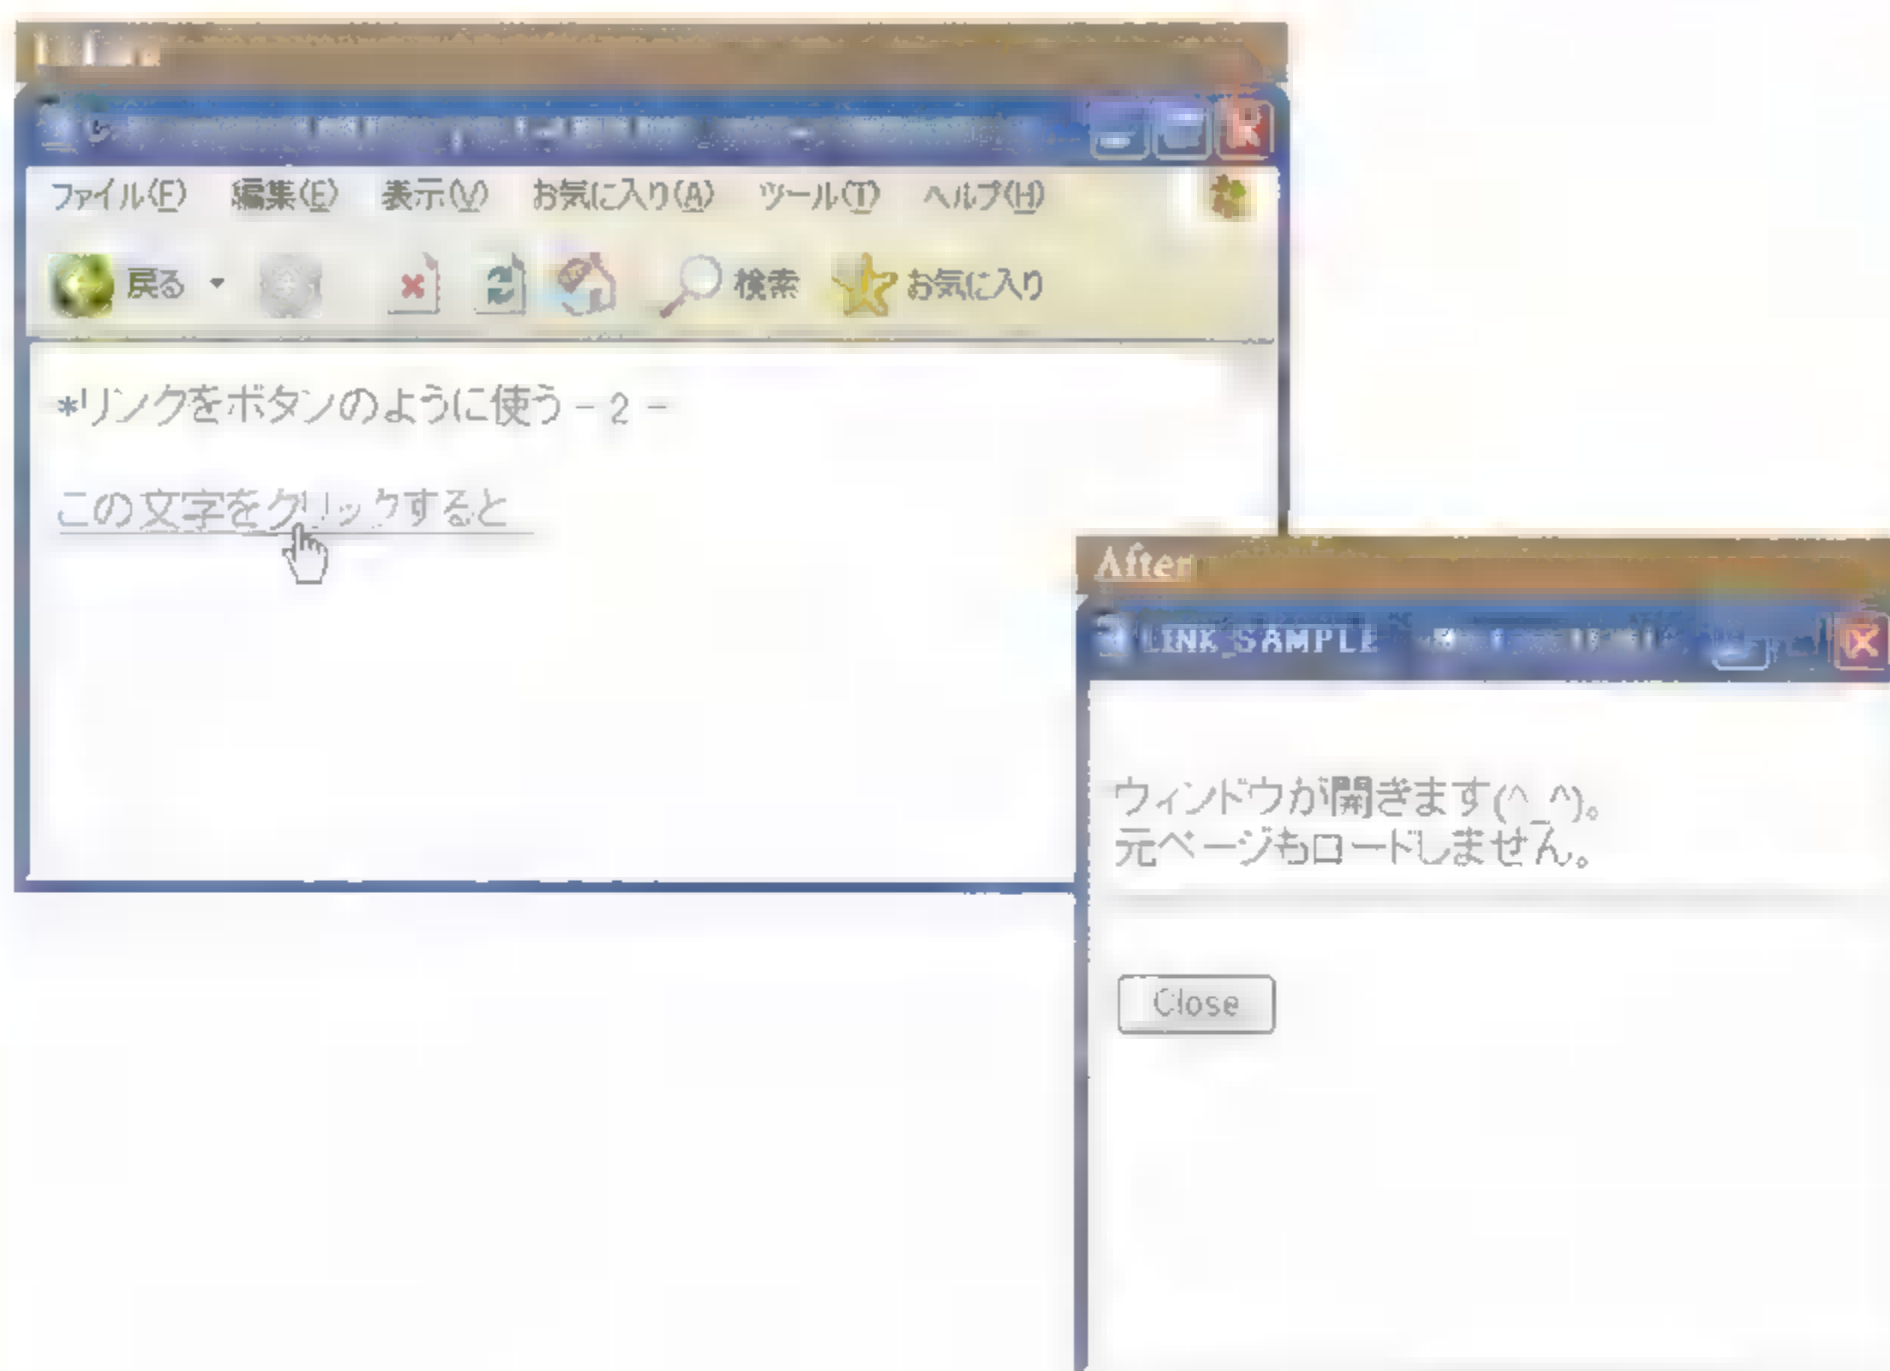 ファイル(F) 編集(E) 表示(V) お気に入り(A) ツール(T) ヘルプ(H)
戻る 検索 お気に入り
*リンクをボタンのように使う－2－
この文字をクリックすると
After
LINK_SAMPLE
ウィンドウが開きます(^_^)。
元ページもロードしません。
Close